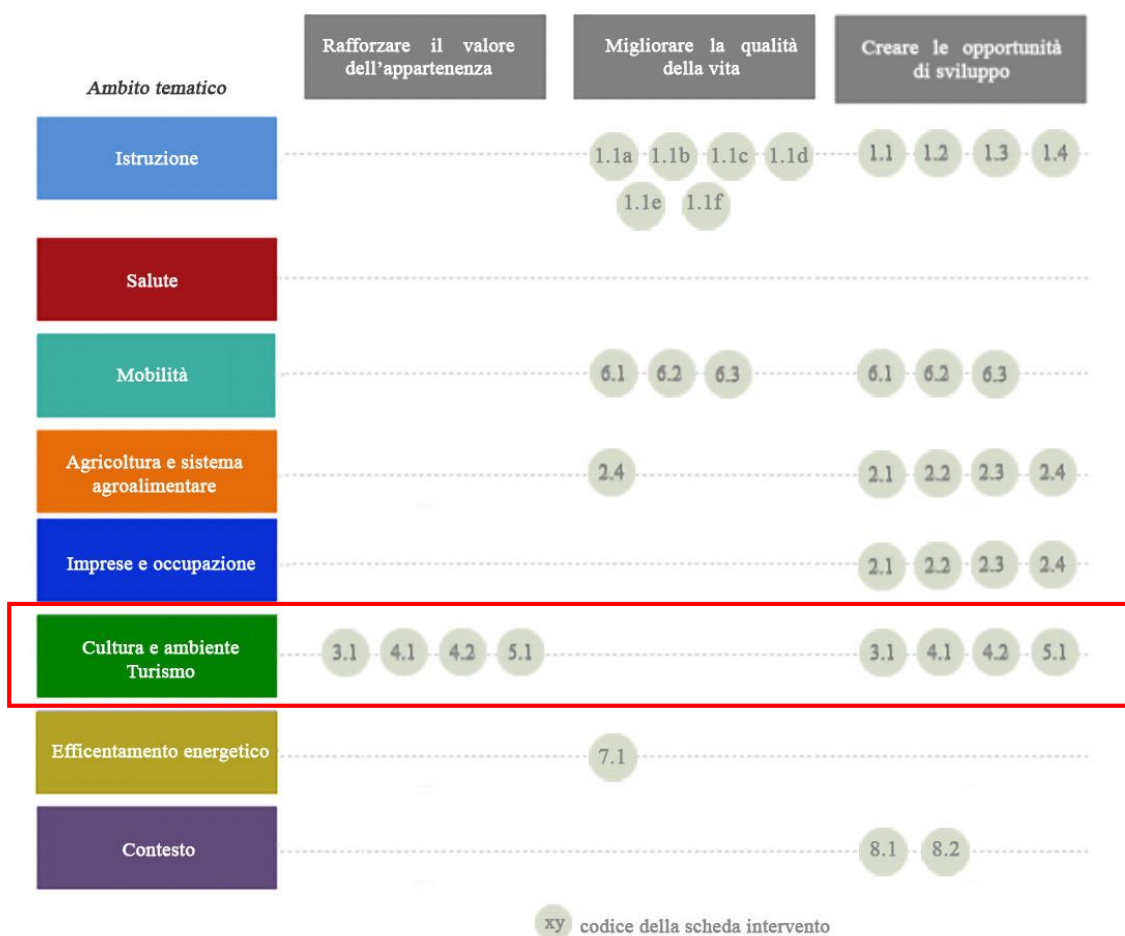 Rafforzare il valore
dell'appartenenza
Migliorare la qualità
della vita
Creare le opportunità
di sviluppo
Ambito tematico
Istruzione
1.1a 1.1b 1.1c 1.1d
1.1 1.2 1.3 1.4
1.1e 1.1f
Salute
Mobilità
6.1 6.2 6.3
6.1 6.2 6.3
Agricoltura e sistema
agroalimentare
2.4
2.1 2.2 2.3 2.4
Imprese e occupazione
2.1 2.2 2.3 2.4
Cultura e ambiente
Turismo
3.1 4.1 4.2 5.1
3.1 4.1 4.2 5.1
Efficentamento energetico
7.1
Contesto
8.1 8.2
xy codice della scheda intervento